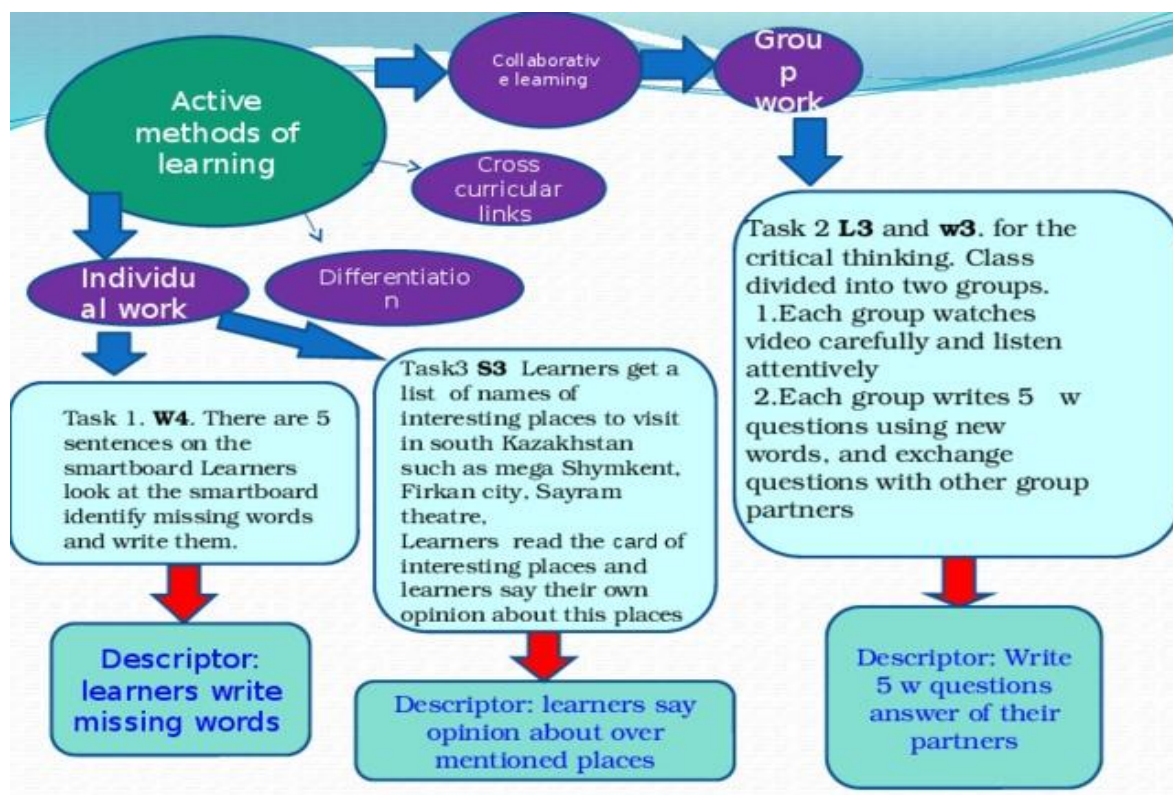 Active
methods of
learning
Collaborativ
e learning
Grou
p
work
Cross
curricular
links
Differentiatio
n
Individu
al work
Task 1. W4. There are 5
sentences on the
smartboard Learners
look at the smartboard
identify missing words
and write them.
Descriptor:
learners write
missing words
Task3 S3 Learners get a
list of names of
interesting places to visit
in south Kazakhstan
such as mega Shymkent,
Firkan city, Sayram
theatre,
Learners read the card of
interesting places and
learners say their own
opinion about this places
Descriptor: learners say
opinion about over
mentioned places
Task 2 L3 and w3. for the
critical thinking. Class
divided into two groups.
1.Each group watches
video carefully and listen
attentively
2.Each group writes 5 w
questions using new
words, and exchange
questions with other group
partners
Descriptor: Write
5 w questions
answer of their
partners